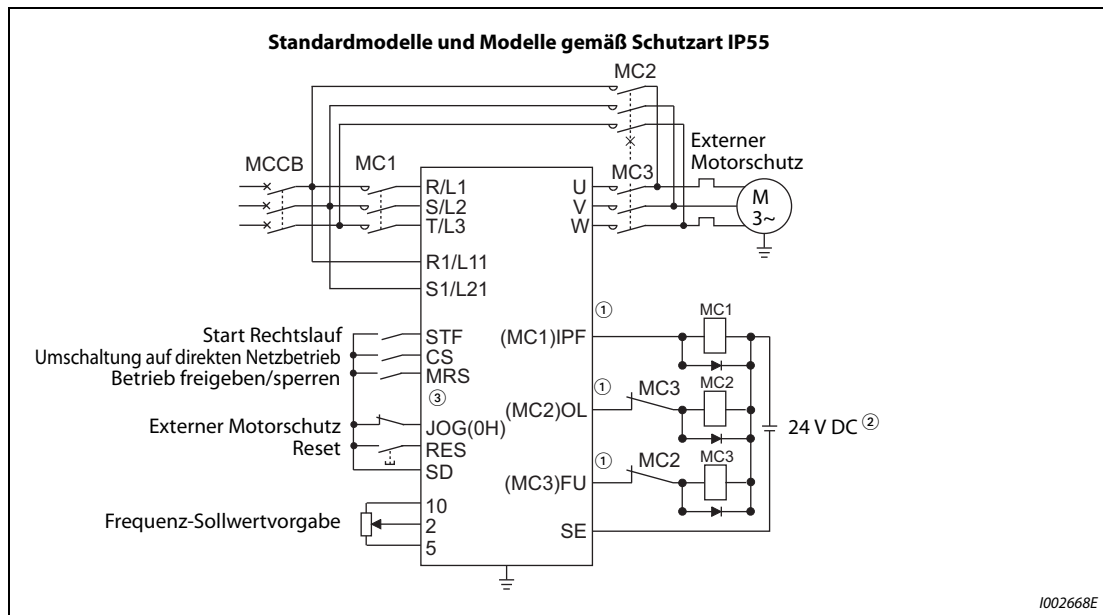 Standardmodelle und Modelle gemäß Schutzart IP55
MC2
Externer
Motorschutz
MCCB
MC1
MC3
R/L1
S/L2
T/L3
U
V
W
M
3~
R1/L11
S1/L21
Start Rechtslauf
STF
Umschaltung auf direkten Netzbetrieb
CS
Betrieb freigeben/sperren
MRS
③
Externer Motorschutz
JOG(0H)
Reset
RES
SD
Frequenz-Sollwertvorgabe
10
2
5
①
(MC1)IPF
MC1
①
(MC2)OL
MC3
MC2
24 V DC ②
①
(MC3)FU
MC2
MC3
SE
I002668E